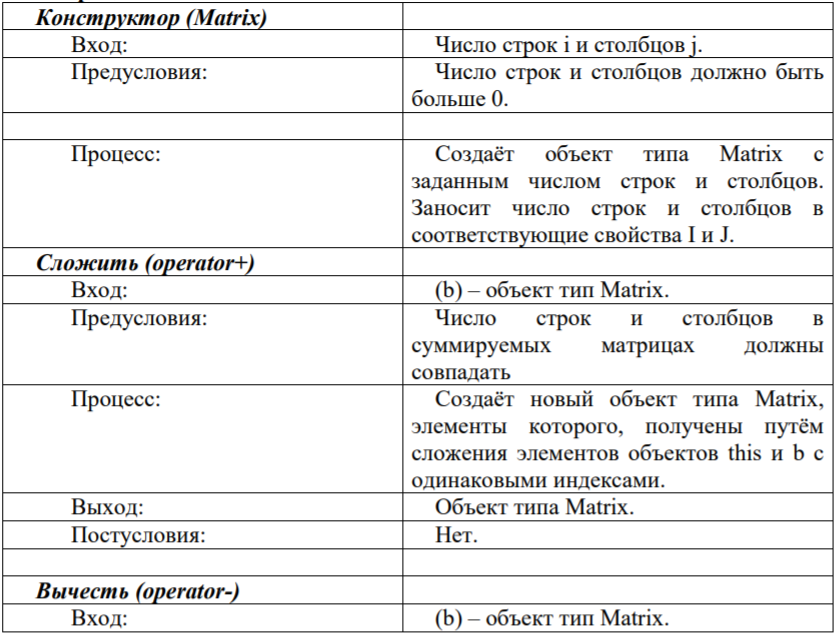 Конструктор (Matrix)
Вход:
Число строк i и столбцов j.
Предусловия:
Число строк и столбцов должно быть
больше 0.
Процесс:
Создаёт объект типа Matrix с
заданным числом строк и столбцов.
Заносит число строк и столбцов в
соответствующие свойства I и J.
Сложить (operator+)
Вход:
(b) – объект тип Matrix.
Предусловия:
Число строк и столбцов в
суммируемых матрицах должны
совпадать
Процесс:
Создаёт новый объект типа Matrix,
элементы которого, получены путём
сложения элементов объектов this и b с
одинаковыми индексами.
Выход:
Объект типа Matrix.
Постусловия:
Нет.
Вычесть (operator-)
Вход:
(b) – объект тип Matrix.